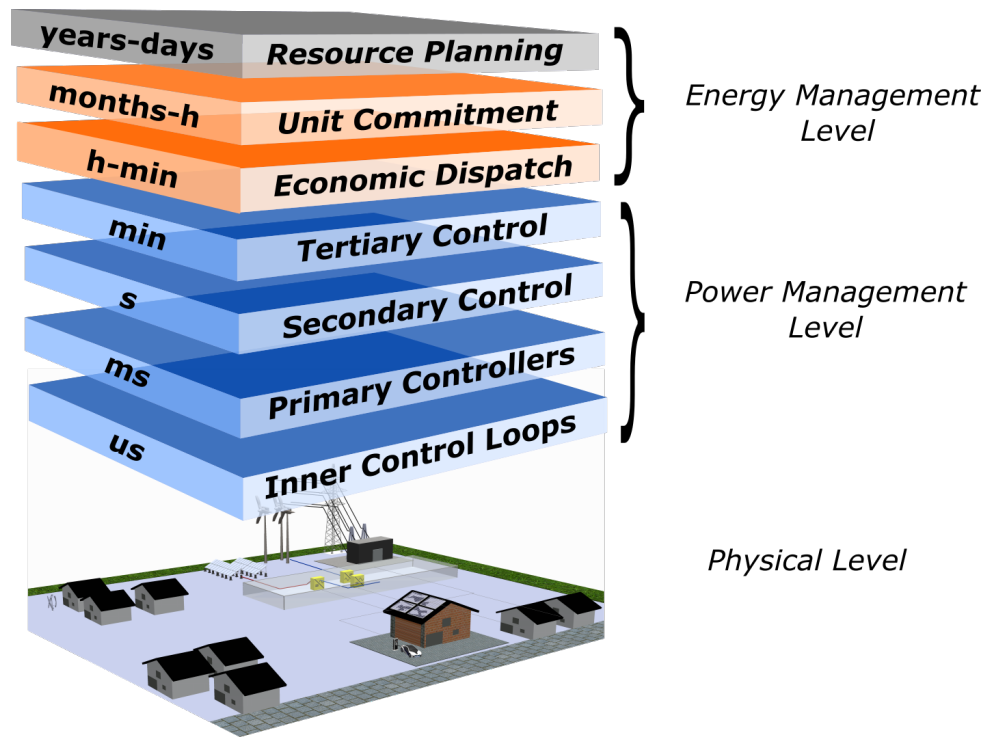 years-days Resource Planning
months-h Unit Commitment
h-min Economic Dispatch
Energy Management
Level
min Tertiary Control
s Secondary Control
ms Primary Controllers
us Inner Control Loops
Power Management
Level
Physical Level